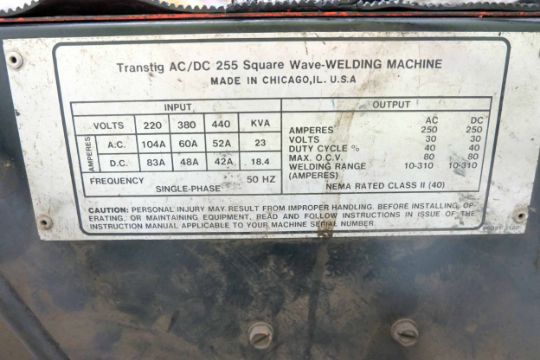 Transtig AC/DC 255 Square Wave-WELDING MACHINE
MADE IN CHICAGO,IL. U.S.A
INPUT
VOLTS 220 380 440 KVA
AMPERES
A.C. 104A 60A 52A 23
D.C. 83A 48A 42A 18.4
FREQUENCY 50 HZ
SINGLE-PHASE
OUTPUT
AC DC
AMPERES 250 250
VOLTS 30 30
DUTY CYCLE % 40 40
MAX. O.C.V. 80 80
WELDING RANGE 10-310 10-310
(AMPERES)
NEMA RATED CLASS II (40)
CAUTION: PERSONAL INJURY MAY RESULT FROM IMPROPER HANDLING. BEFORE INSTALLING, OP-
ERATING, OR MAINTAINING EQUIPMENT, READ AND FOLLOW INSTRUCTIONS IN ISSUE OF THE
INSTRUCTION MANUAL APPLICABLE TO YOUR MACHINE SERIAL NUMBER.